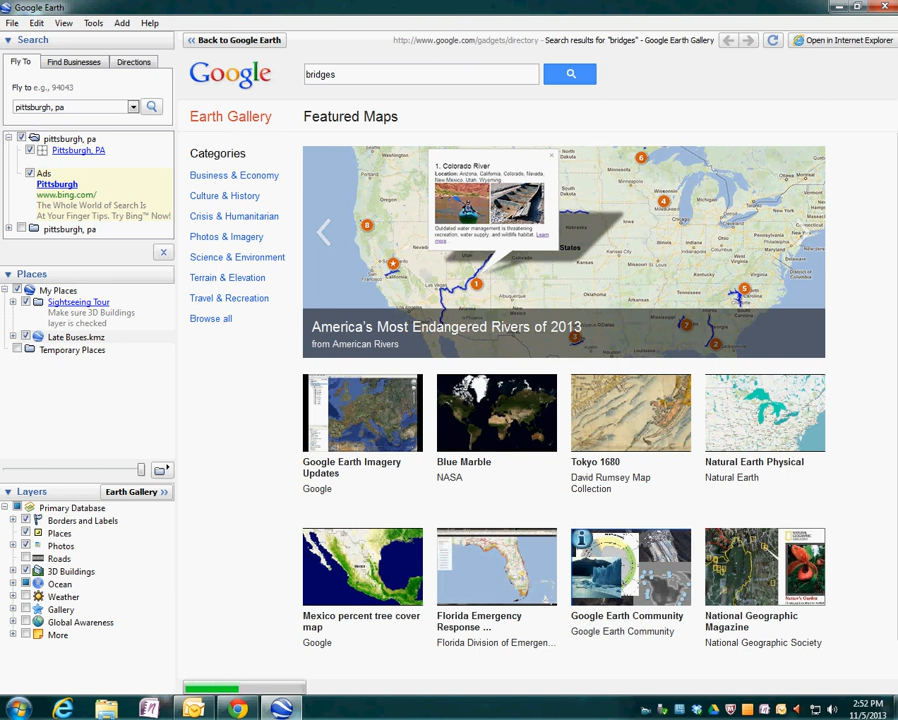 Google Earth
File Edit View Tools Add Help
Search
Fly To Find Businesses Directions
Fly to e.g., 94043
pittsburgh, pa
pittsburgh, pa
Pittsburgh, PA
Ads
Pittsburgh
www.bing.com/
The Whole World of Search Is
At Your Finger Tips. Try Bing™ Now!
pittsburgh, pa
Places
My Places
Sightseeing Tour
Make sure 3D Buildings
layer is checked
Late Buses.kmz
Temporary Places
Layers
Earth Gallery >>
Primary Database
Borders and Labels
Places
Photos
Roads
3D Buildings
Ocean
Weather
Gallery
Global Awareness
More
<< Back to Google Earth
http://www.google.com/gadgets/directory - Search results for "bridges" - Google Earth Gallery
Open in Internet Explorer
Google
bridges
Earth Gallery
Featured Maps
Categories
Business & Economy
Culture & History
Crisis & Humanitarian
Photos & Imagery
Science & Environment
Terrain & Elevation
Travel & Recreation
Browse all
1. Colorado River
Location: Arizona, California, Colorado, Nevada,
New Mexico, Utah, Wyoming
Outdated water management is threatening
recreation, water supply, and wildlife habitat. Learn
more
America's Most Endangered Rivers of 2013
from American Rivers
Google Earth Imagery
Updates
Google
Blue Marble
NASA
Tokyo 1680
David Rumsey Map
Collection
Natural Earth Physical
Natural Earth
Mexico percent tree cover
map
Google
Florida Emergency
Response ...
Florida Division of Emergen...
Google Earth Community
Google Earth Community
National Geographic
Magazine
National Geographic Society
2:52 PM
11/5/2013